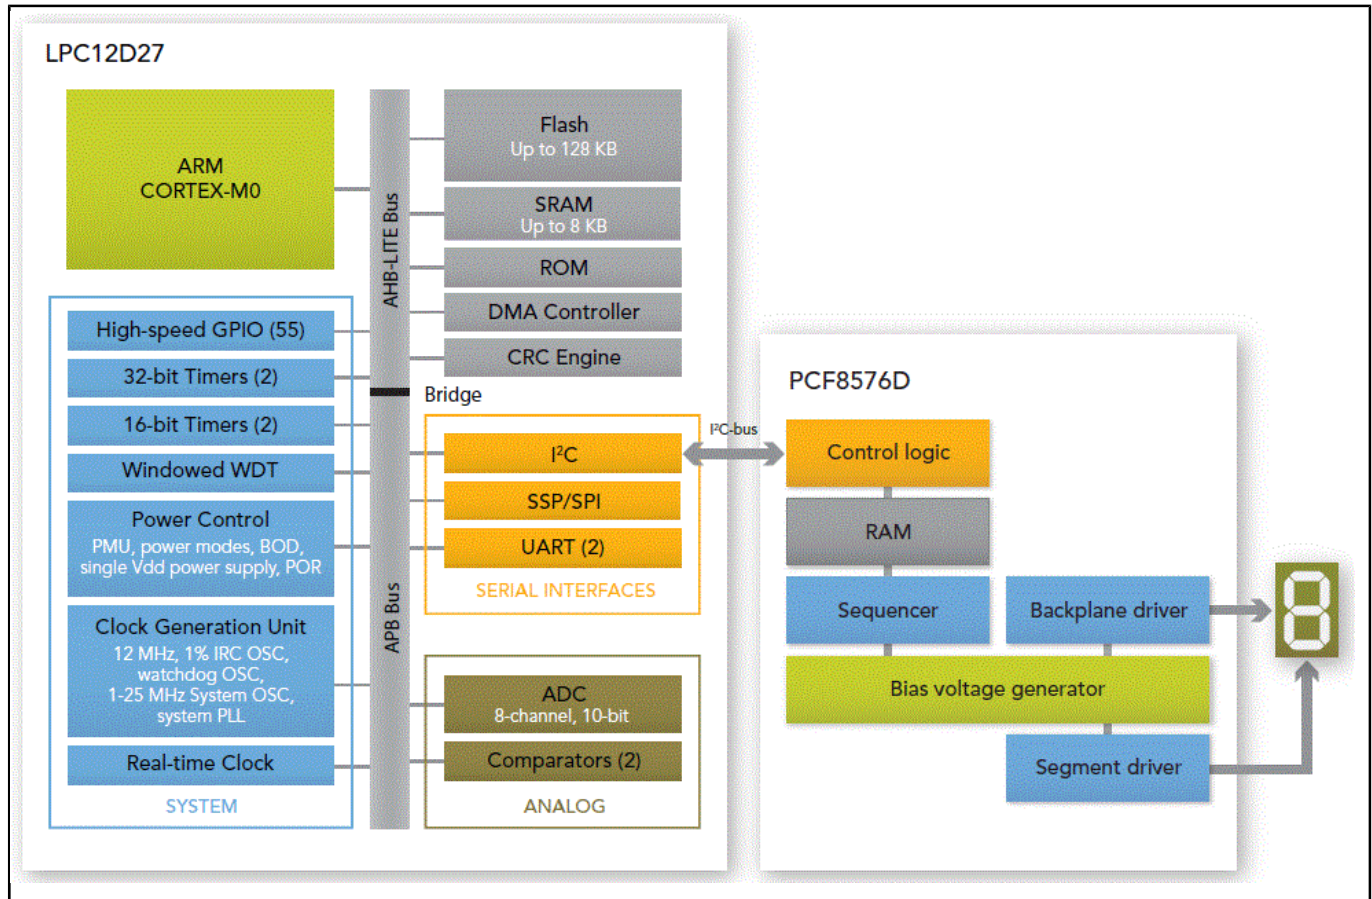 LPC12D27
ARM
CORTEX-M0
AHB-LITE Bus
Flash
Up to 128 KB
SRAM
Up to 8 KB
ROM
DMA Controller
CRC Engine
High-speed GPIO (55)
32-bit Timers (2)
16-bit Timers (2)
Windowed WDT
Power Control
PMU, power modes, BOD,
single Vdd power supply, POR
Clock Generation Unit
12 MHz, 1% IRC OSC,
watchdog OSC,
1-25 MHz System OSC,
system PLL
Real-time Clock
SYSTEM
Bridge
APB Bus
I²C
SSP/SPI
UART (2)
SERIAL INTERFACES
ADC
8-channel, 10-bit
Comparators (2)
ANALOG
I²C-bus
PCF8576D
Control logic
RAM
Sequencer
Backplane driver
Bias voltage generator
Segment driver
8